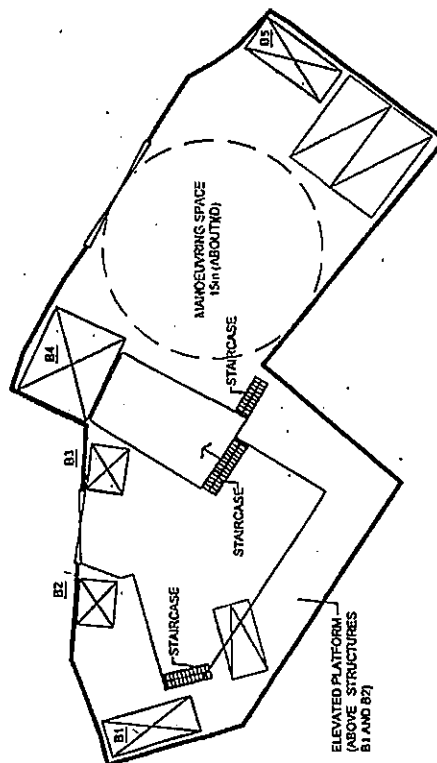 B5
MANOEUVRING SPACE
15m (ABOUT)(D)
B4
STAIRCASE
B3
STAIRCASE
B2
STAIRCASE
B1
ELEVATED PLATFORM
(ABOVE STRUCTURES
B1 AND B2)